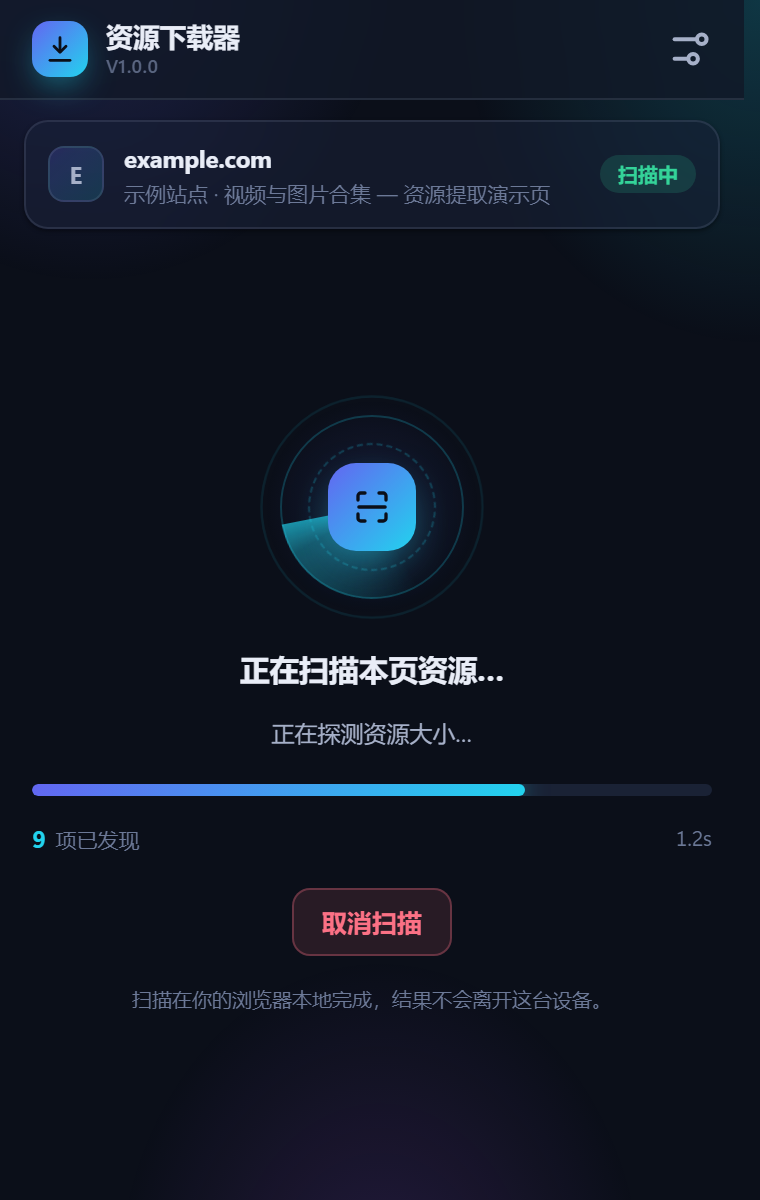 资源下载器
V1.0.0
E
example.com
示例站点 · 视频与图片合集 — 资源提取演示页
扫描中
正在扫描本页资源...
正在探测资源大小...
9 项已发现
1.2s
取消扫描
扫描在你的浏览器本地完成，结果不会离开这台设备。